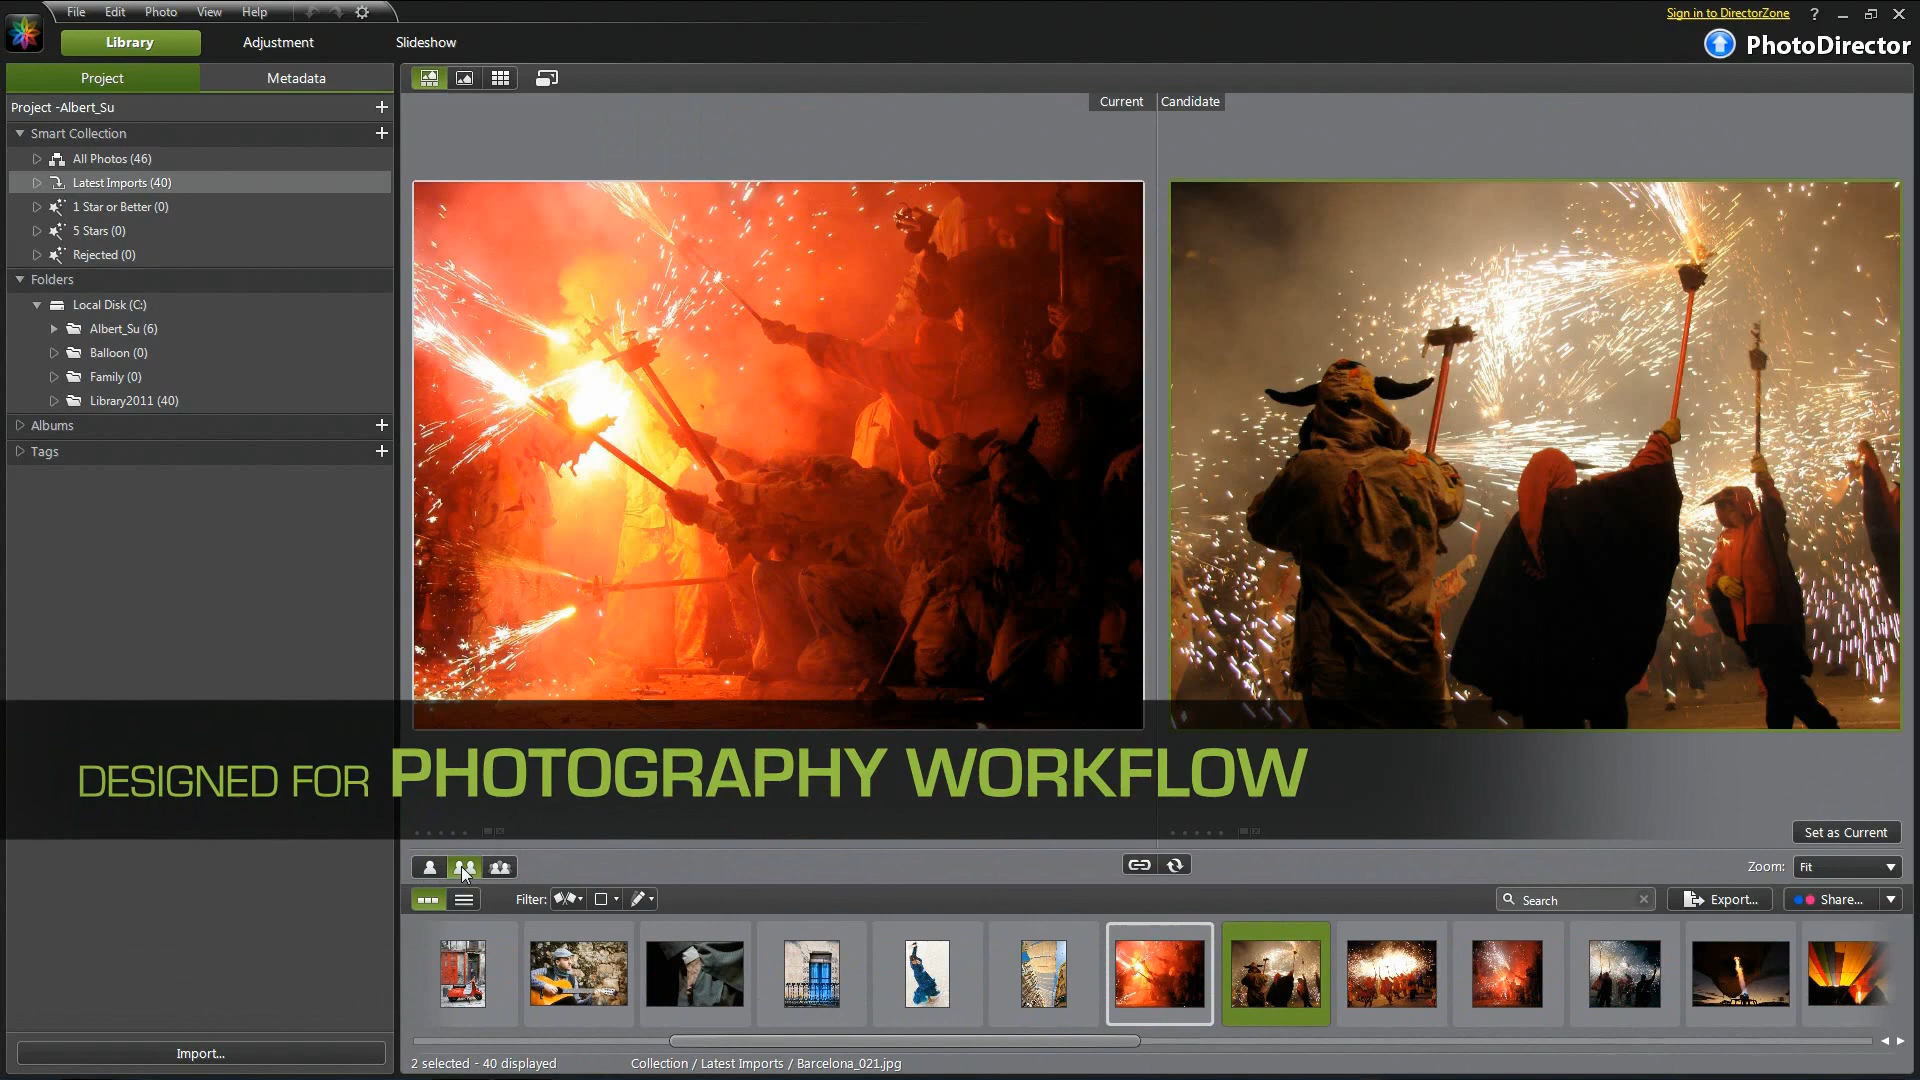 File Edit Photo View Help
Sign in to DirectorZone ?
Library Adjustment Slideshow
PhotoDirector
Project Metadata
Project -Albert_Su
Smart Collection
All Photos (46)
Latest Imports (40)
1 Star or Better (0)
5 Stars (0)
Rejected (0)
Folders
Local Disk (C:)
Albert_Su (6)
Balloon (0)
Family (0)
Library2011 (40)
Albums
Tags
Import...
Current Candidate
DESIGNED FOR PHOTOGRAPHY WORKFLOW
Set as Current
Zoom: Fit
Filter:
Search
Export...
Share...
2 selected - 40 displayed
Collection / Latest Imports / Barcelona_021.jpg